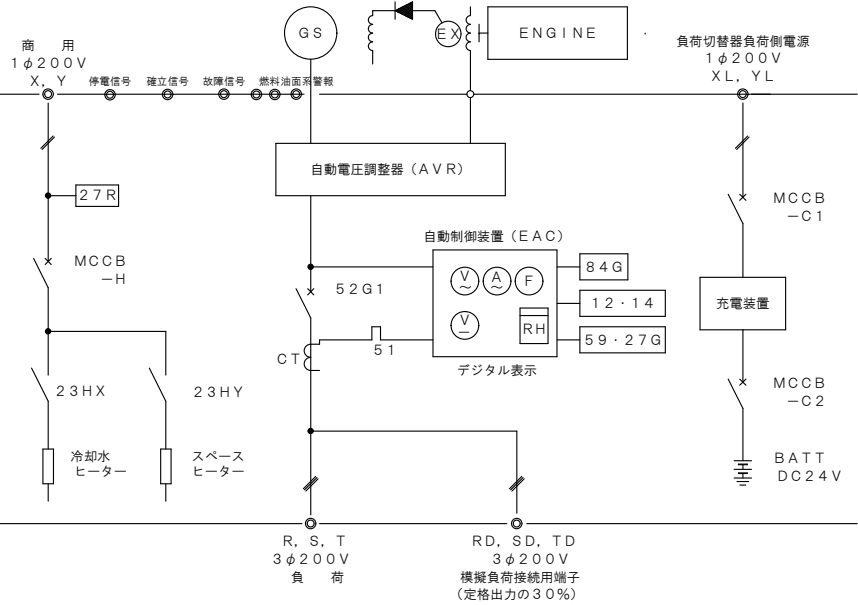 GS
EX
ENGINE
商　用
1φ200V
X, Y
停電信号
確立信号
故障信号
燃料油面系警報
負荷切替器負荷側電源
1φ200V
XL, YL
自動電圧調整器（AVR）
27R
MCCB
－H
23HX
23HY
冷却水
ヒーター
スペース
ヒーター
52G1
CT
51
自動制御装置（EAC）
V
～
A
～
F
V
―
RH
デジタル表示
84G
12・14
59・27G
MCCB
－C1
充電装置
MCCB
－C2
BATT
DC24V
R, S, T
3φ200V
負　荷
RD, SD, TD
3φ200V
模擬負荷接続用端子
（定格出力の30％）